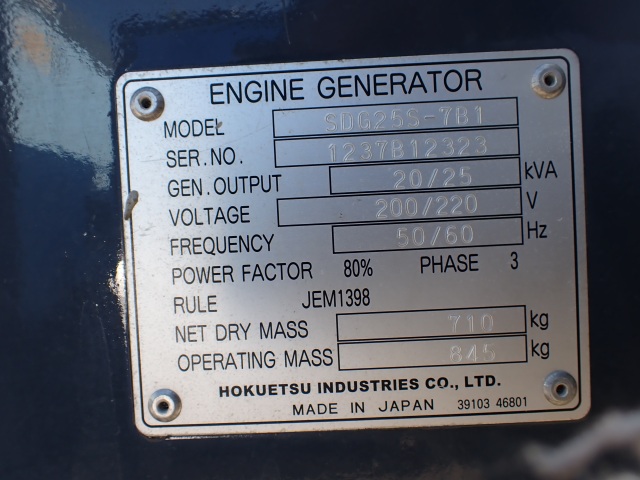 ENGINE GENERATOR
MODEL SDG25S-7B1
SER.NO. 1237B12323
GEN.OUTPUT 20/25 kVA
VOLTAGE 200/220 V
FREQUENCY 50/60 Hz
POWER FACTOR 80% PHASE 3
RULE JEM1398
NET DRY MASS 710 kg
OPERATING MASS 845 kg
HOKUETSU INDUSTRIES CO., LTD.
MADE IN JAPAN 39103 46801